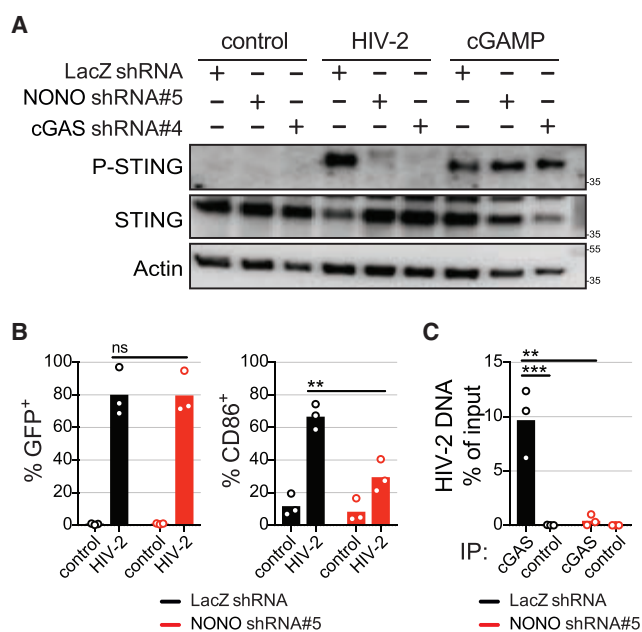 A
control HIV-2 cGAMP
LacZ shRNA + – – + – – + – –
NONO shRNA#5 – + – – + – – + –
cGAS shRNA#4 – – + – – + – – +
P-STING
-35
STING
-35
-55
Actin
-35
B
% GFP+
100
80
60
40
20
0
ns
control
HIV-2
control
HIV-2
% CD86+
100
80
60
40
20
0
**
control
HIV-2
control
HIV-2
LacZ shRNA
NONO shRNA#5
C
HIV-2 DNA
% of input
15
10
5
0
**
***
IP: cGAS control cGAS control
LacZ shRNA
NONO shRNA#5